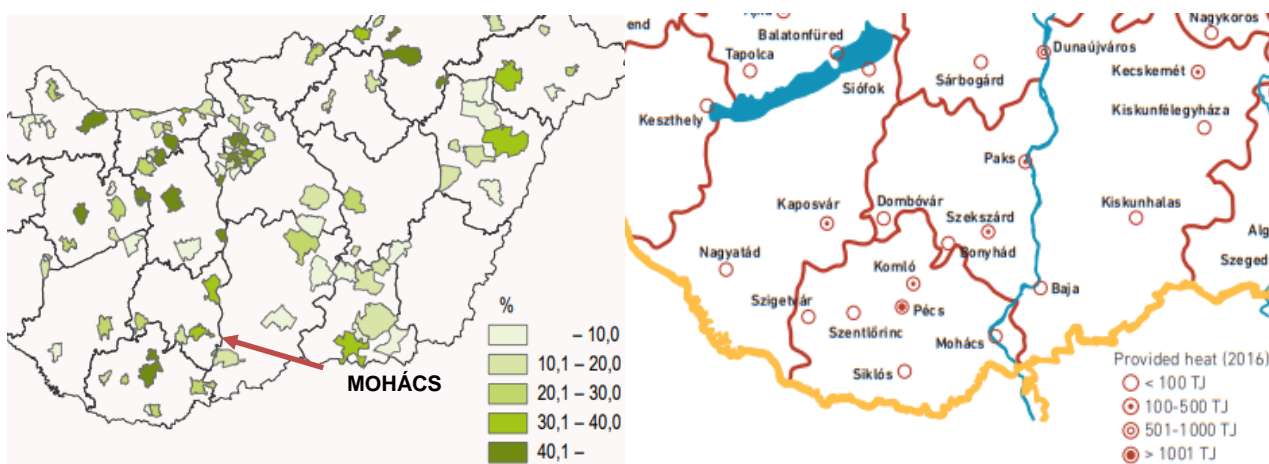 %
– 10,0
10,1 – 20,0
20,1 – 30,0
30,1 – 40,0
40,1 –
MOHÁCS
end
Tapolca
Balatonfüred
Siófok
Keszthely
Sárbogárd
Dunaújváros
Nagykőrös
Kecskemét
Kiskunfélegyháza
Paks
Kaposvár
Dombóvár
Szekszárd
Kiskunhalas
Nagyatád
Bonyhád
Komló
Szigetvár
Szentlőrinc
Pécs
Baja
Mohács
Siklós
Alg
Szeged
Provided heat (2016)
< 100 TJ
100-500 TJ
501-1000 TJ
> 1001 TJ